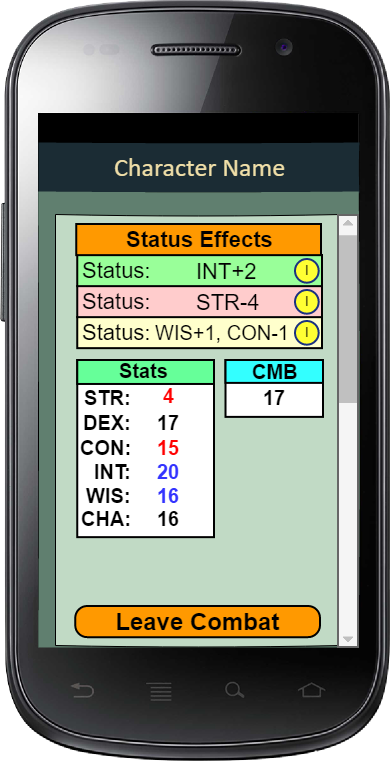 Character Name
Status Effects
Status: INT+2 I
Status: STR-4 I
Status: WIS+1, CON-1 I
Stats
STR: 4
DEX: 17
CON: 15
INT: 20
WIS: 16
CHA: 16
CMB
17
Leave Combat